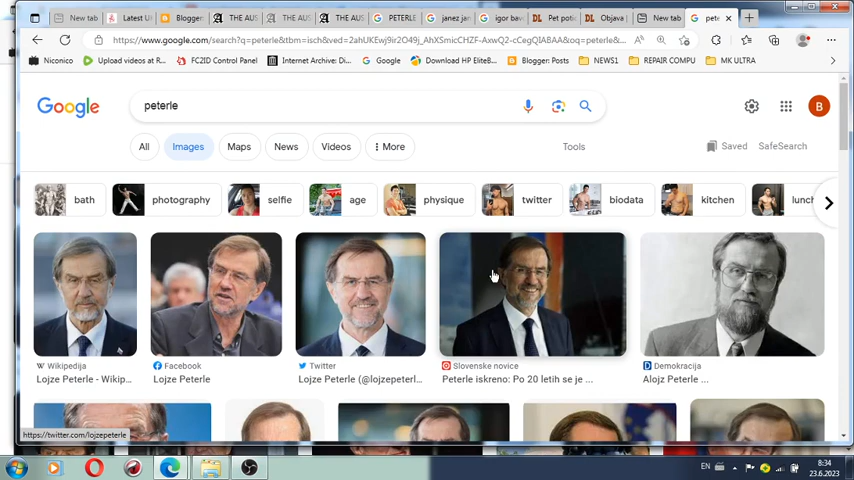 New tab
Latest U
Blogger.
THE AUS
THE AUS
THE AUS
PETERLE
janez jar
igor bav
Pet poto
Objava |
New tab
pete
https://www.google.com/search?q=peterle&tbm=isch&ved=2ahUKEwj9ir2O49j_AhXSmicCHZF-AxwQ2-cCegQIABAA&oq=peterle&...
Niconico
Upload videos at R...
FC2ID Control Panel
Internet Archive: Di...
Google
Download HP EliteB...
Blogger: Posts
NEWS1
REPAIR COMPU
MK ULTRA
Google
peterle
B
All
Images
Maps
News
Videos
More
Tools
Saved
SafeSearch
bath
photography
selfie
age
physique
twitter
biodata
kitchen
lunch
W Wikipedija
Facebook
Twitter
Slovenske novice
Demokracija
Lojze Peterle - Wikip...
Lojze Peterle
Lojze Peterle (@lojzepeterl...
Peterle iskreno: Po 20 letih se je ...
Alojz Peterle ...
https://twitter.com/lojzepeterle
EN
8:34
23.6.2023